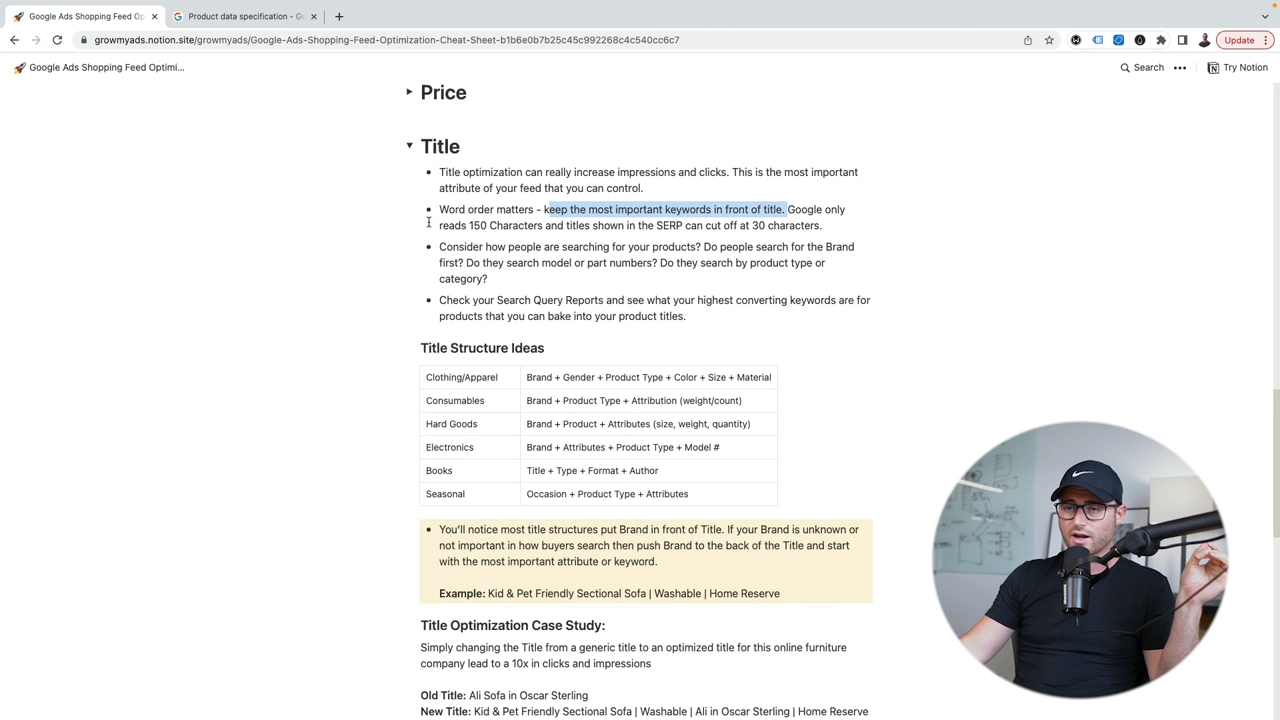 Google Ads Shopping Feed Op
Product data specification - Go
growmyads.notion.site/growmyads/Google-Ads-Shopping-Feed-Optimization-Cheat-Sheet-b1b6e0b7b25c45c992268c4c540cc6c7
Update
Google Ads Shopping Feed Optimi...
Search
Try Notion
Price
Title
Title optimization can really increase impressions and clicks. This is the most important
attribute of your feed that you can control.
Word order matters - keep the most important keywords in front of title. Google only
reads 150 Characters and titles shown in the SERP can cut off at 30 characters.
Consider how people are searching for your products? Do people search for the Brand
first? Do they search model or part numbers? Do they search by product type or
category?
Check your Search Query Reports and see what your highest converting keywords are for
products that you can bake into your product titles.
Title Structure Ideas
Clothing/Apparel Brand + Gender + Product Type + Color + Size + Material
Consumables Brand + Product Type + Attribution (weight/count)
Hard Goods Brand + Product + Attributes (size, weight, quantity)
Electronics Brand + Attributes + Product Type + Model #
Books Title + Type + Format + Author
Seasonal Occasion + Product Type + Attributes
You'll notice most title structures put Brand in front of Title. If your Brand is unknown or
not important in how buyers search then push Brand to the back of the Title and start
with the most important attribute or keyword.
Example: Kid & Pet Friendly Sectional Sofa | Washable | Home Reserve
Title Optimization Case Study:
Simply changing the Title from a generic title to an optimized title for this online furniture
company lead to a 10x in clicks and impressions
Old Title: Ali Sofa in Oscar Sterling
New Title: Kid & Pet Friendly Sectional Sofa | Washable | Ali in Oscar Sterling | Home Reserve